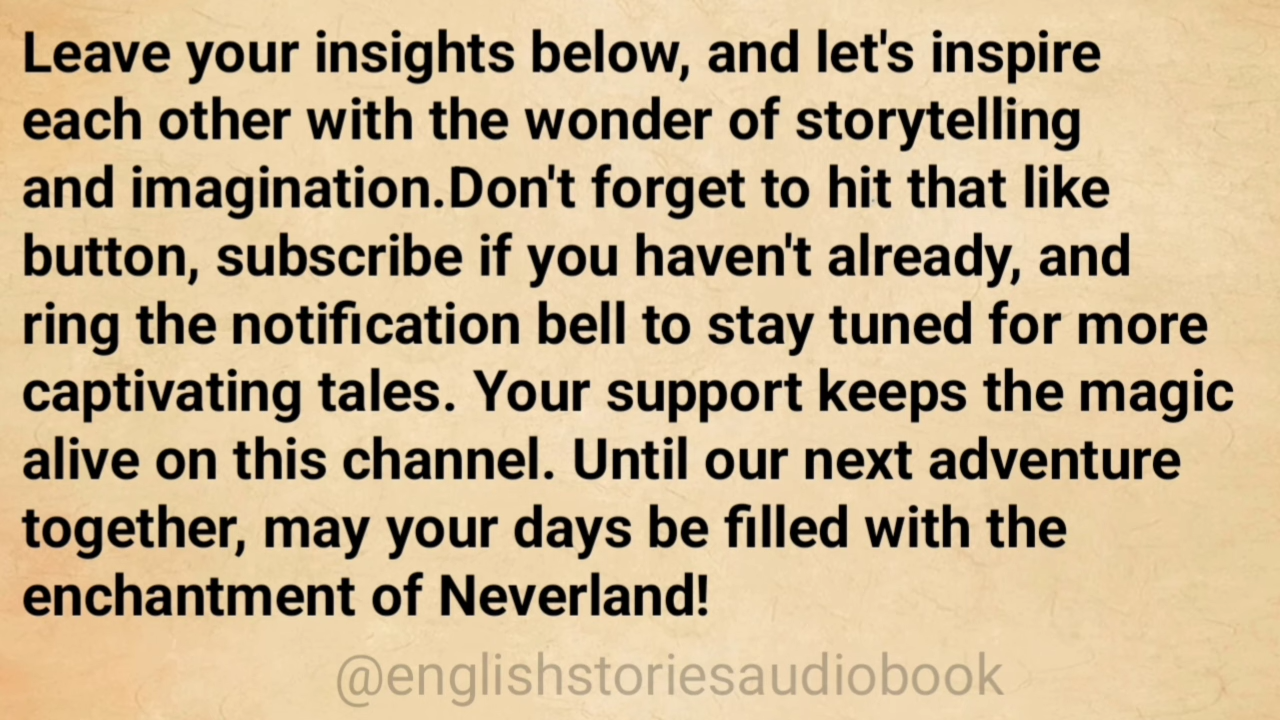 Leave your insights below, and let's inspire
each other with the wonder of storytelling
and imagination.Don't forget to hit that like
button, subscribe if you haven't already, and
ring the notification bell to stay tuned for more
captivating tales. Your support keeps the magic
alive on this channel. Until our next adventure
together, may your days be filled with the
enchantment of Neverland!
@englishstoriesaudiobook